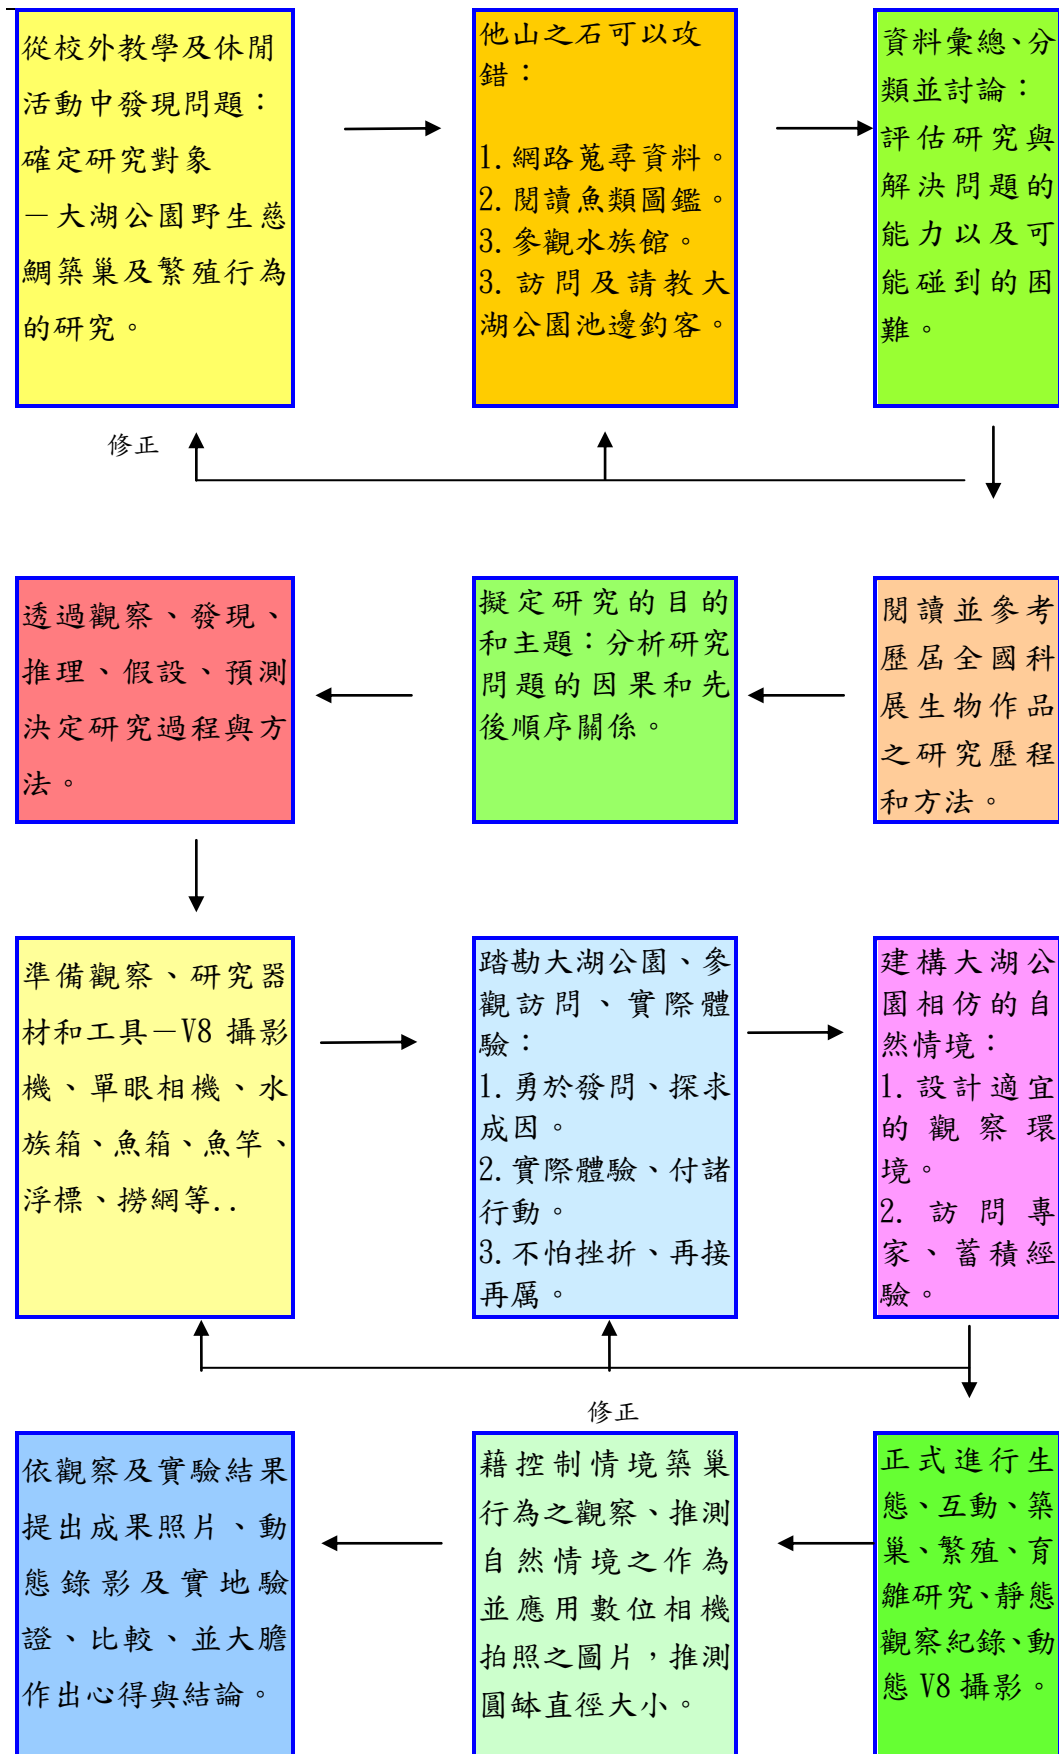 從校外教學及休閒
活動中發現問題：
確定研究對象
－大湖公園野生慈
鯛築巢及繁殖行為
的研究。
他山之石可以攻
錯：
1.網路蒐尋資料。
2.閱讀魚類圖鑑。
3.參觀水族館。
3.訪問及請教大
湖公園池邊釣客。
資料彙總、分
類並討論：
評估研究與
解決問題的
能力以及可
能碰到的困
難。
修正
透過觀察、發現、
推理、假設、預測
決定研究過程與方
法。
擬定研究的目的
和主題：分析研究
問題的因果和先
後順序關係。
閱讀並參考
歷屆全國科
展生物作品
之研究歷程
和方法。
準備觀察、研究器
材和工具－V8 攝影
機、單眼相機、水
族箱、魚箱、魚竿、
浮標、撈網等..
踏勘大湖公園、參
觀訪問、實際體
驗：
1.勇於發問、探求
成因。
2.實際體驗、付諸
行動。
3.不怕挫折、再接
再厲。
建構大湖公
園相仿的自
然情境：
1.設計適宜
的觀察環
境。
2.訪問專
家、蓄積經
驗。
修正
依觀察及實驗結果
提出成果照片、動
態錄影及實地驗
證、比較、並大膽
作出心得與結論。
藉控制情境築巢
行為之觀察、推測
自然情境之作為
並應用數位相機
拍照之圖片，推測
圓缽直徑大小。
正式進行生
態、互動、築
巢、繁殖、育
雛研究、靜態
觀察紀錄、動
態 V8 攝影。